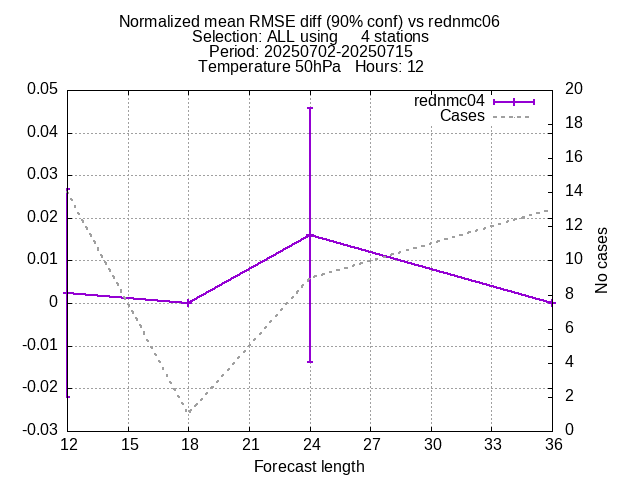 Normalized mean RMSE diff (90% conf) vs rednmc06
Selection: ALL using     4 stations
Period: 20250702-20250715
Temperature 50hPa   Hours: 12
rednmc04
Cases
0.05
0.04
0.03
0.02
0.01
0
-0.01
-0.02
-0.03
20
18
16
14
12
10
8
6
4
2
0
No cases
12 15 18 21 24 27 30 33 36
Forecast length